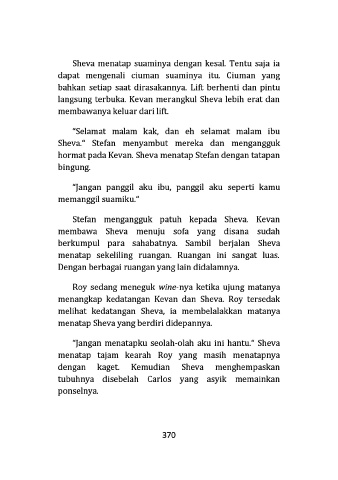 Sheva menatap suaminya dengan kesal. Tentu saja ia
dapat mengenali ciuman suaminya itu. Ciuman yang
bahkan setiap saat dirasakannya. Lift berhenti dan pintu
langsung terbuka. Kevan merangkul Sheva lebih erat dan
membawanya keluar dari lift.
"Selamat malam kak, dan eh selamat malam ibu
Sheva." Stefan menyambut mereka dan mengangguk
hormat pada Kevan. Sheva menatap Stefan dengan tatapan
bingung.
"Jangan panggil aku ibu, panggil aku seperti kamu
memanggil suamiku."
Stefan mengangguk patuh kepada Sheva. Kevan
membawa Sheva menuju sofa yang disana sudah
berkumpul para sahabatnya. Sambil berjalan Sheva
menatap sekeliling ruangan. Ruangan ini sangat luas.
Dengan berbagai ruangan yang lain didalamnya.
Roy sedang meneguk wine-nya ketika ujung matanya
menangkap kedatangan Kevan dan Sheva. Roy tersedak
melihat kedatangan Sheva, ia membelalakkan matanya
menatap Sheva yang berdiri didepannya.
"Jangan menatapku seolah-olah aku ini hantu." Sheva
menatap tajam kearah Roy yang masih menatapnya
dengan kaget. Kemudian Sheva menghempaskan
tubuhnya disebelah Carlos yang asyik memainkan
ponselnya.
370